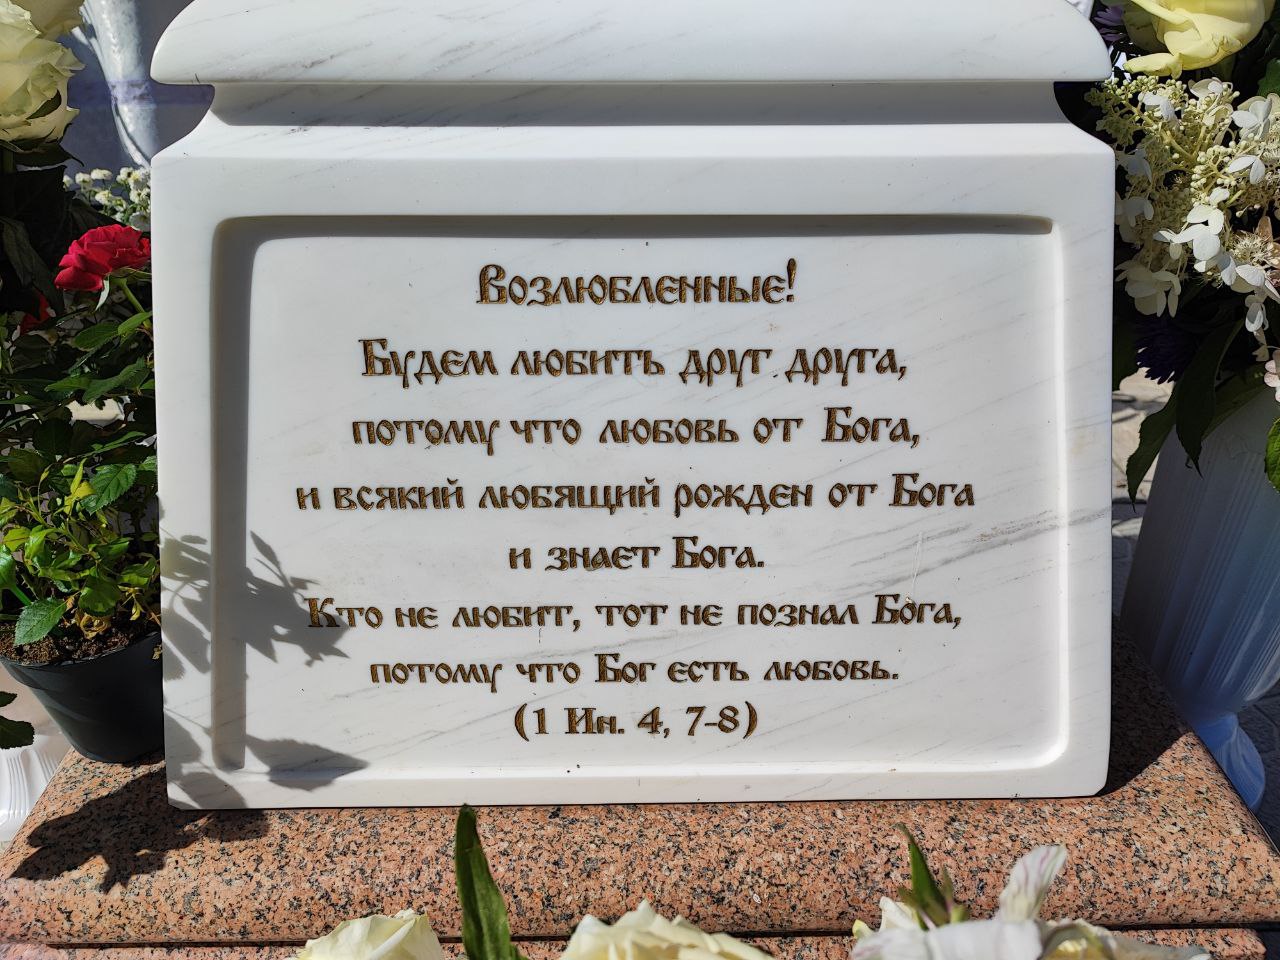 Возлюбленные!
Будем любить друг друга,
потому что любовь от Бога,
и всякий любящий рожден от Бога
и знает Бога.
Кто не любит, тот не познал Бога,
потому что Бог есть любовь.
(1 Ин. 4, 7-8)